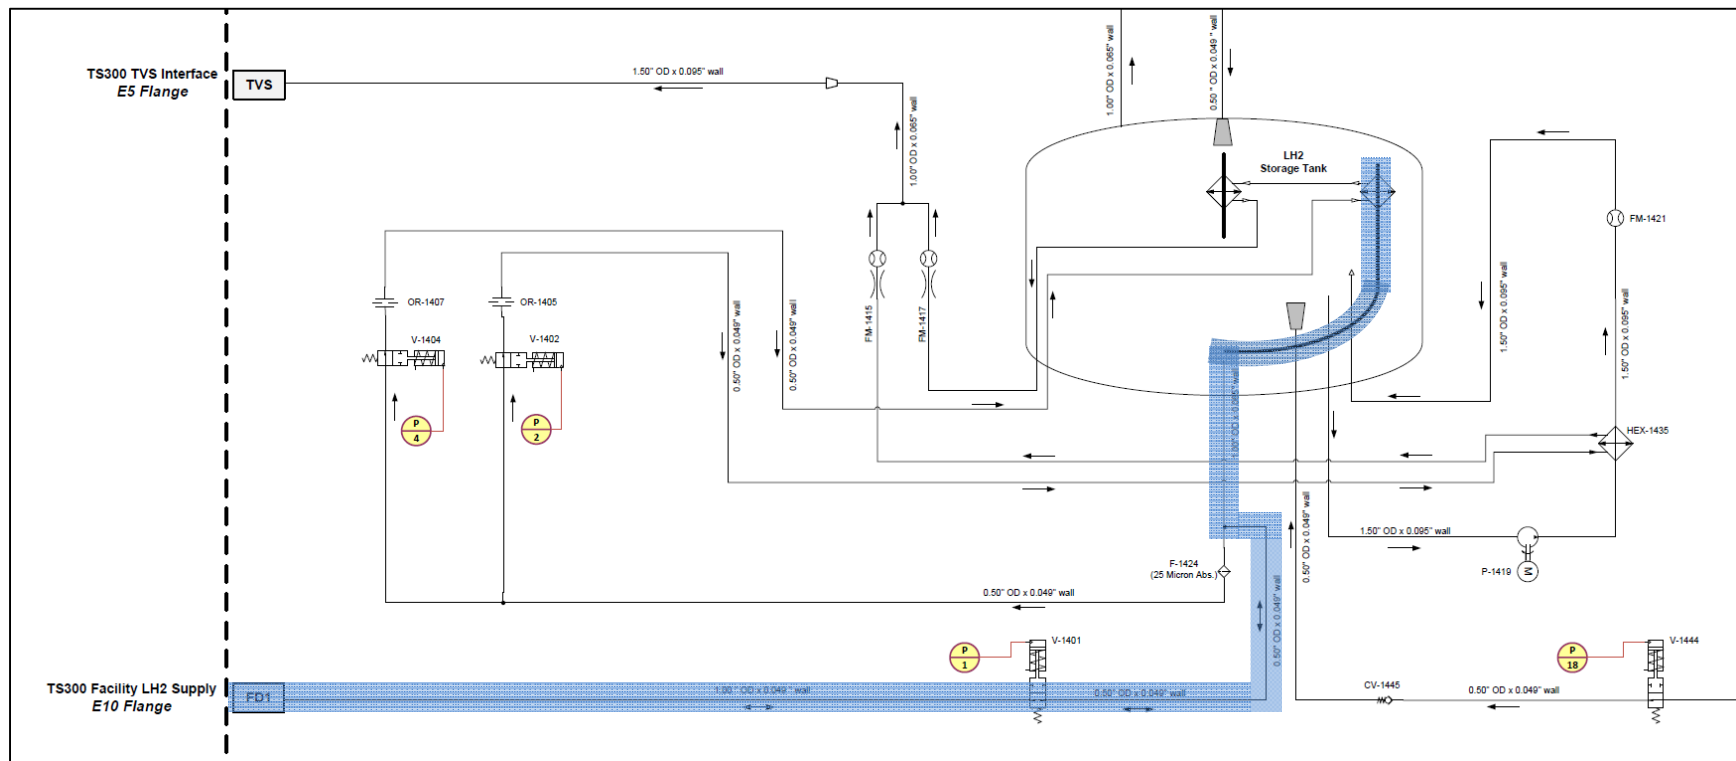 TS300 TVS Interface
E5 Flange
TVS
1.50" OD x 0.095" wall
1.00" OD x 0.065" wall
1.00" OD x 0.065" wall
0.50 " OD x 0.049 " wall
LH2
Storage Tank
FM-1421
OR-1407
OR-1405
V-1404
V-1402
P
4
P
2
FM-1415
FM-1417
0.50" OD x 0.049" wall
0.50" OD x 0.049" wall
1.50" OD x 0.095" wall
1.50" OD x 0.095" wall
HEX-1435
0.50" OD x 0.049" wall
1.50" OD x 0.095" wall
P-1419
M
F-1424
(25 Micron Abs.)
0.50" OD x 0.049" wall
0.50" OD x 0.049" wall
P
1
V-1401
P
18
V-1444
TS300 Facility LH2 Supply
E10 Flange
FD1
1.00" OD x 0.049" wall
0.50" OD x 0.049" wall
CV-1445
0.50" OD x 0.049" wall